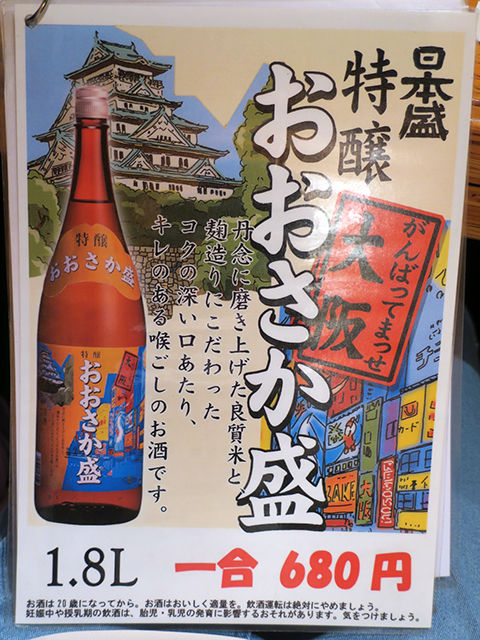 日本盛
特醸
おおさか盛
がんばってまっせ
大阪
丹念に磨き上げた良質米と、
麹造りにこだわった
コクの深い口あたり、
キレのある喉ごしのお酒です。
特醸
おおさか盛
特醸
おおさか盛
カード
大阪
1.8L 一合 680円
お酒は20歳になってから。お酒はおいしく適量を。飲酒運転は絶対にやめましょう。
妊娠中や授乳期の飲酒は、胎児・乳児の発育に影響するおそれがあります。気をつけましょう。